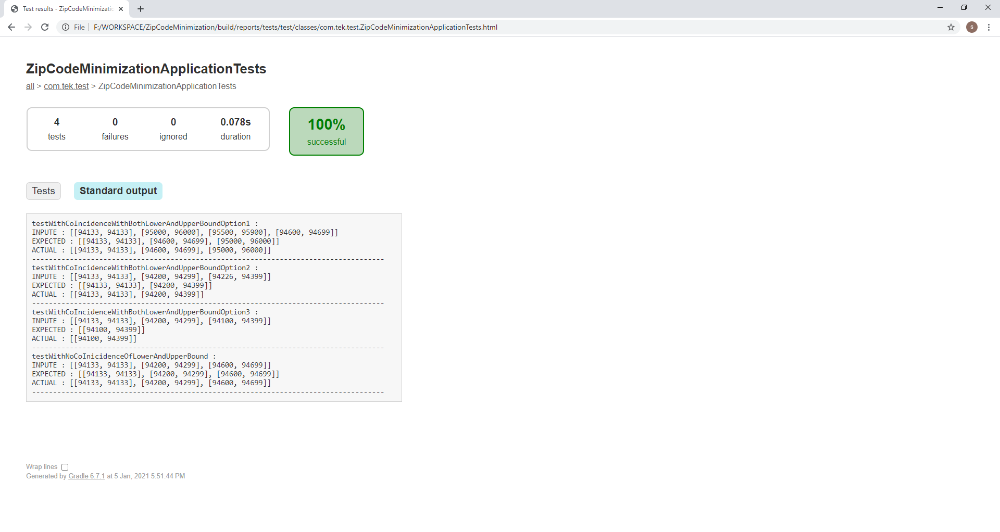 Test results - ZipCodeMinimizatic
File F:/WORKSPACE/ZipCodeMinimization/build/reports/tests/test/classes/com.tek.test.ZipCodeMinimizationApplicationTests.html
S
ZipCodeMinimizationApplicationTests
all > com.tek.test > ZipCodeMinimizationApplicationTests
4 0 0 0.078s
tests failures ignored duration
100%
successful
Tests Standard output
testWithCoIncidenceWithBothLowerAndUpperBoundOption1 :
INPUTE : [[94133, 94133], [95000, 96000], [95500, 95900], [94600, 94699]]
EXPECTED : [[94133, 94133], [94600, 94699], [95000, 96000]]
ACTUAL : [[94133, 94133], [94600, 94699], [95000, 96000]]
------------------------------------------------------------------------------------
testWithCoIncidenceWithBothLowerAndUpperBoundOption2 :
INPUTE : [[94133, 94133], [94200, 94299], [94226, 94399]]
EXPECTED : [[94133, 94133], [94200, 94399]]
ACTUAL : [[94133, 94133], [94200, 94399]]
------------------------------------------------------------------------------------
testWithCoIncidenceWithBothLowerAndUpperBoundOption3 :
INPUTE : [[94133, 94133], [94200, 94299], [94100, 94399]]
EXPECTED : [[94100, 94399]]
ACTUAL : [[94100, 94399]]
------------------------------------------------------------------------------------
testWithNoCoInicidenceOfLowerAndUpperBound :
INPUTE : [[94133, 94133], [94200, 94299], [94600, 94699]]
EXPECTED : [[94133, 94133], [94200, 94299], [94600, 94699]]
ACTUAL : [[94133, 94133], [94200, 94299], [94600, 94699]]
------------------------------------------------------------------------------------
Wrap lines
Generated by Gradle 6.7.1 at 5 Jan, 2021 5:51:44 PM